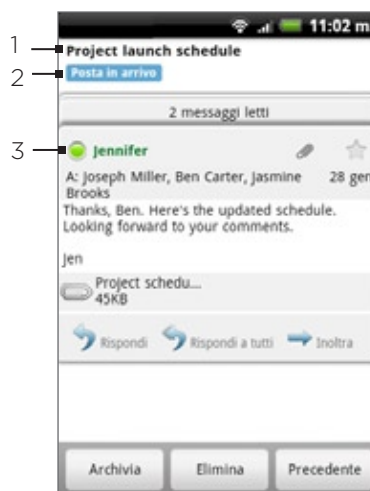 11:02 m
1 Project launch schedule
2 Posta in arrivo
2 messaggi letti
3 Jennifer
A: Joseph Miller, Ben Carter, Jasmine Brooks 28 gen
Thanks, Ben. Here's the updated schedule.
Looking forward to your comments.
Jen
Project schedu...
45KB
Rispondi Rispondi a tutti Inoltra
Archivia Elimina Precedente